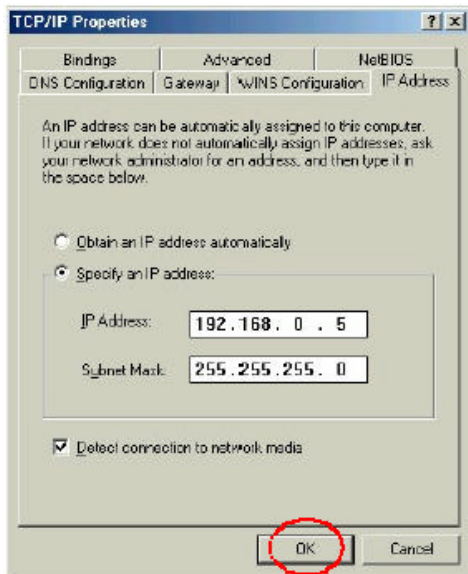 TCP/IP Properties
? x
Bindings Advanced NetBIOS
DNS Configuration Gateway WINS Configuration IP Address
An IP address can be automatically assigned to this computer.
If your network does not automatically assign IP addresses, ask
your network administrator for an address, and then type it in
the space below.
Obtain an IP address automatically
Specify an IP address:
IP Address: 192.168. 0 . 5
Subnet Mask: 255.255.255. 0
Detect connection to network media
OK Cancel